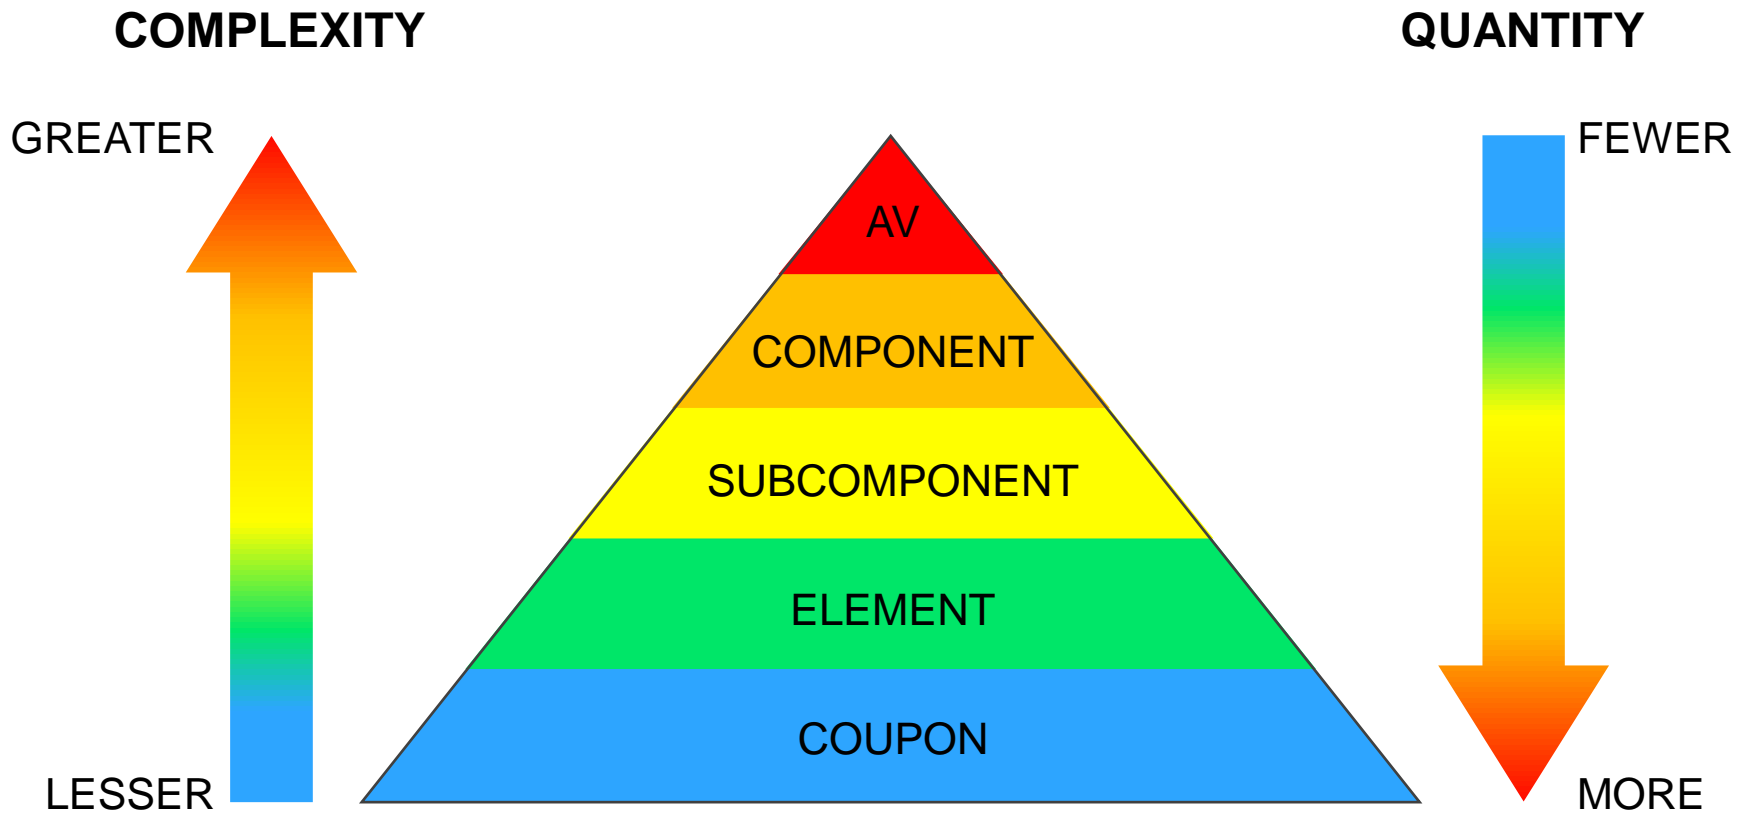 COMPLEXITY
QUANTITY
GREATER
FEWER
AV
COMPONENT
SUBCOMPONENT
ELEMENT
COUPON
LESSER
MORE